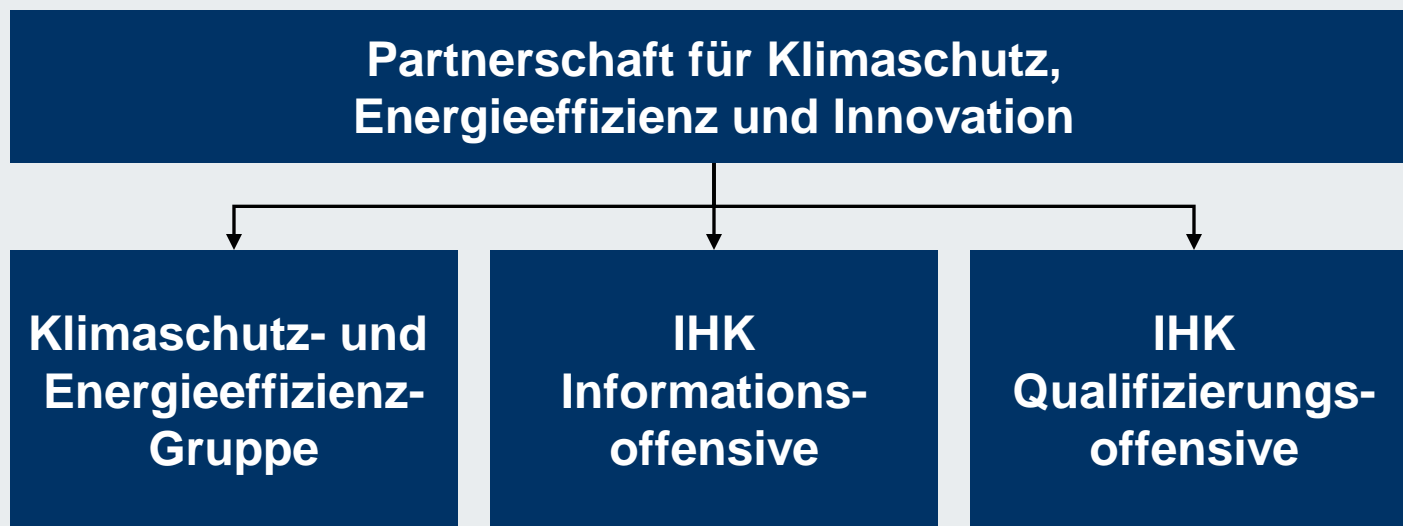 Partnerschaft für Klimaschutz,
Energieeffizienz und Innovation
Klimaschutz- und
Energieeffizienz-
Gruppe
IHK
Informations-
offensive
IHK
Qualifizierungs-
offensive